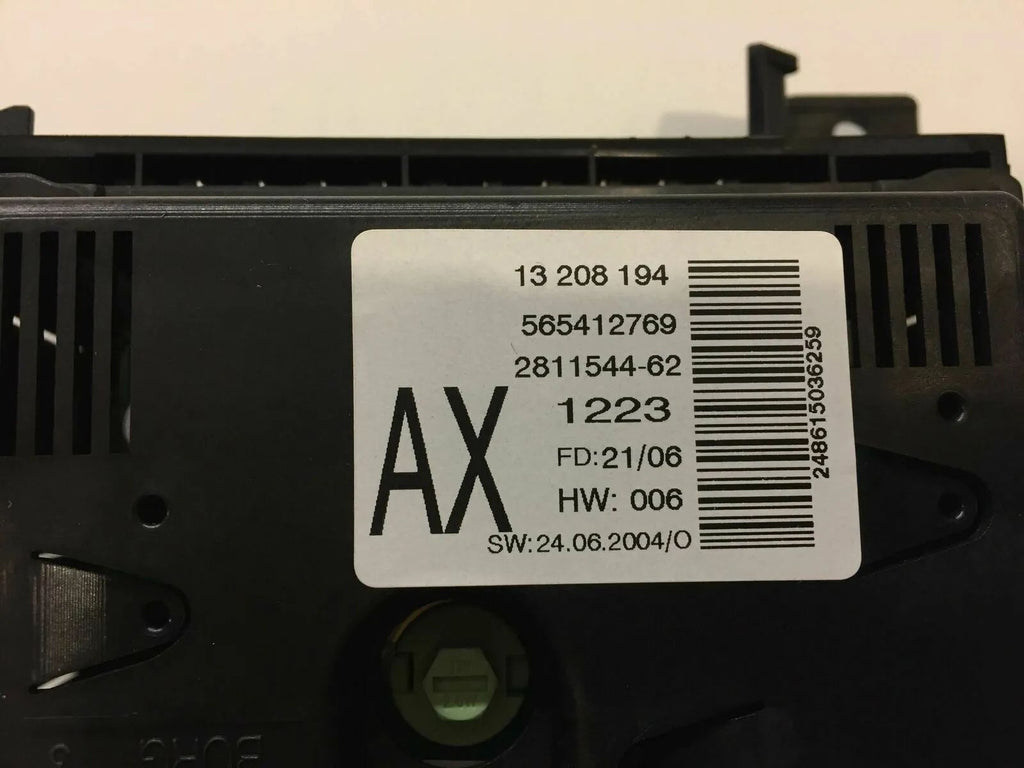 13 208 194
565412769
2811544-62
1223
AX
FD:21/06
HW: 006
SW:24.06.2004/O
248615036259